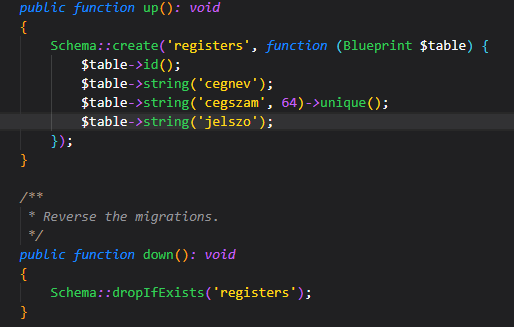 public function up(): void
{
    Schema::create('registers', function (Blueprint $table) {
        $table->id();
        $table->string('cegnev');
        $table->string('cegszam', 64)->unique();
        $table->string('jelszo');
    });
}

/**
 * Reverse the migrations.
 */
public function down(): void
{
    Schema::dropIfExists('registers');
}